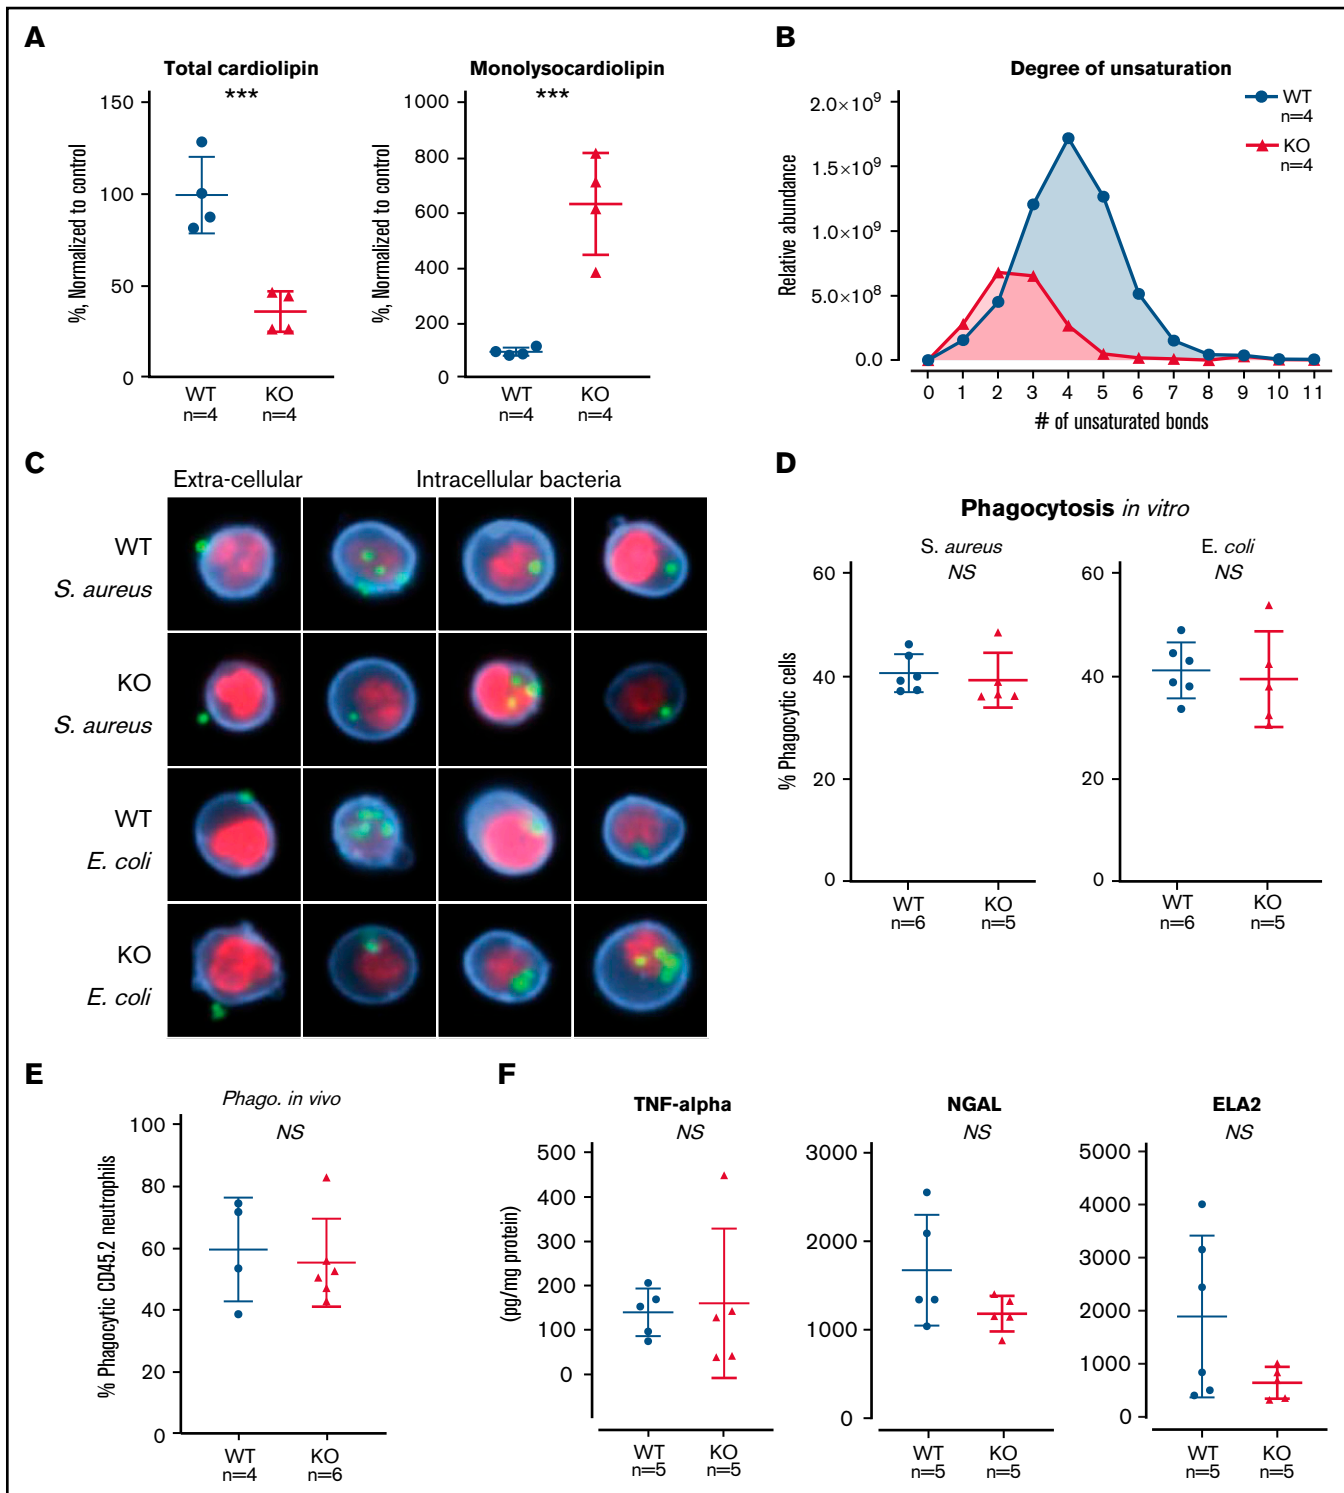 A
Total cardiolipin
***
%, Normalized to control
150
100
50
0
WT
n=4
KO
n=4
Monolysocardiolipin
***
%, Normalized to control
1000
800
600
400
200
0
WT
n=4
KO
n=4
B
Degree of unsaturation
Relative abundance
2.0×10⁹
1.5×10⁹
1.0×10⁹
5.0×10⁸
0.0
WT
n=4
KO
n=4
0 1 2 3 4 5 6 7 8 9 10 11
# of unsaturated bonds
C
Extra-cellular Intracellular bacteria
WT
S. aureus
KO
S. aureus
WT
E. coli
KO
E. coli
D
Phagocytosis in vitro
S. aureus
NS
% Phagocytic cells
60
40
20
0
WT
n=6
KO
n=5
E. coli
NS
60
40
20
0
WT
n=6
KO
n=5
E
Phago. in vivo
NS
% Phagocytic CD45.2 neutrophils
100
80
60
40
20
0
WT
n=4
KO
n=6
F
TNF-alpha
NS
(pg/mg protein)
500
400
300
200
100
0
WT
n=5
KO
n=5
NGAL
NS
3000
2000
1000
0
WT
n=5
KO
n=5
ELA2
NS
5000
4000
3000
2000
1000
0
WT
n=5
KO
n=5